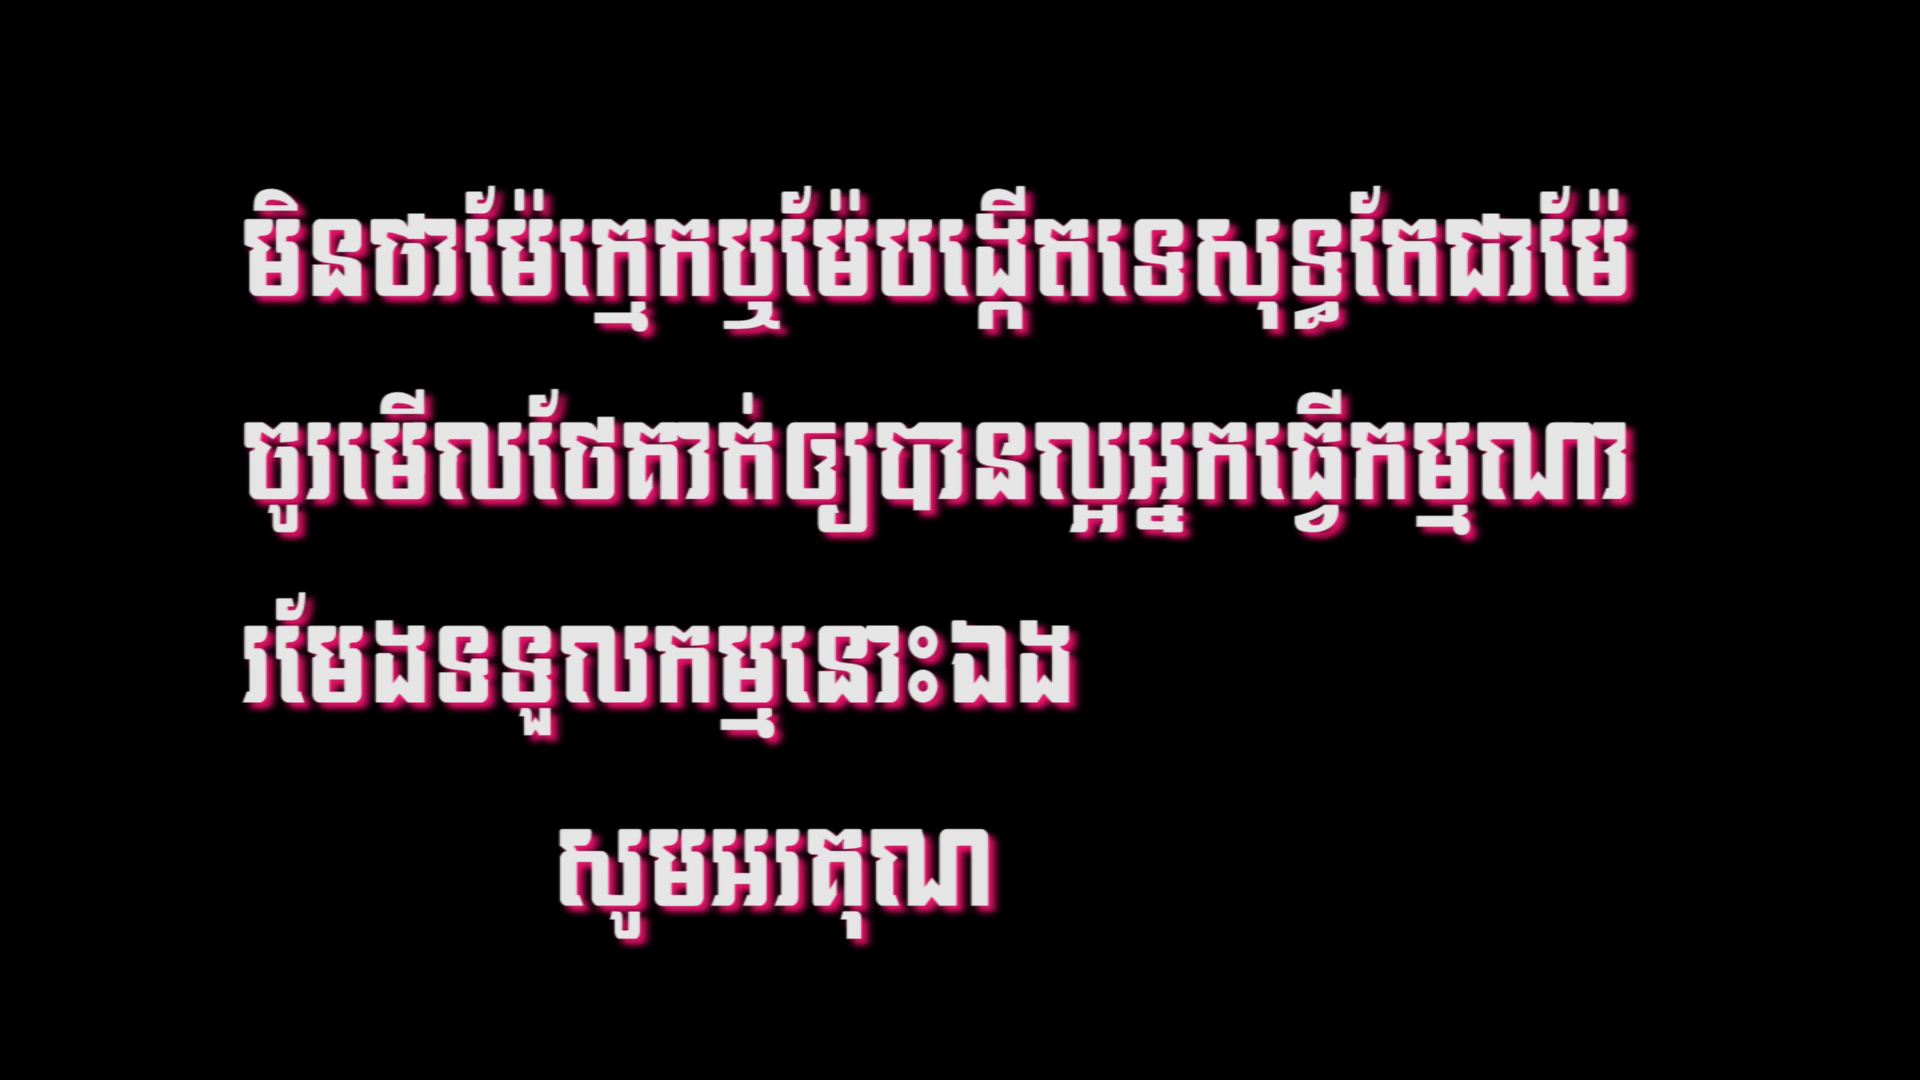 មិនថាម៉ែក្មេកឬម៉ែបង្កើតទេសុទ្ធតែជាម៉ែ
ចូរមើលថែគាត់ឲ្យបានល្អអ្នកធ្វើកម្មណា
រមែងទទួលកម្មនោះឯង
សូមអរគុណ